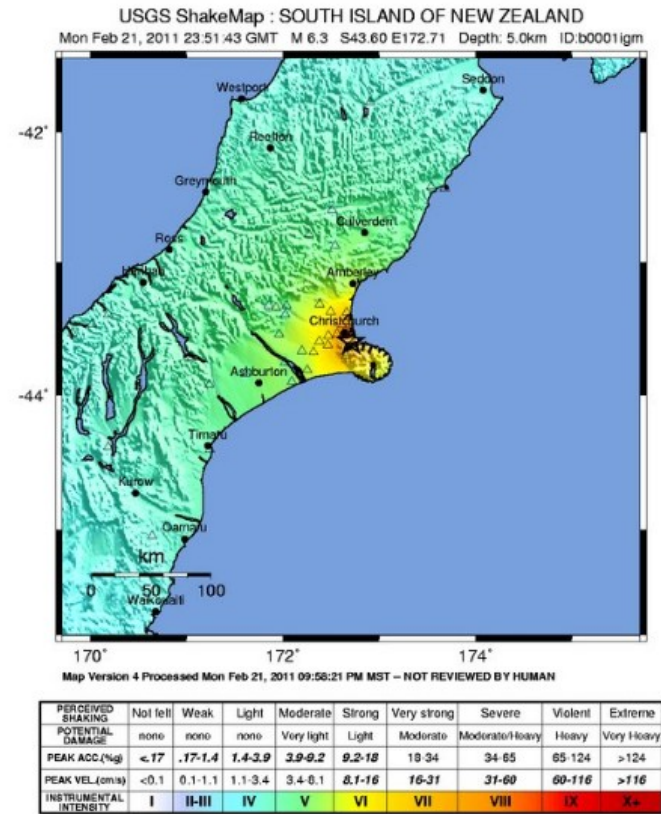 USGS ShakeMap : SOUTH ISLAND OF NEW ZEALAND
Mon Feb 21, 2011 23:51:43 GMT M 6.3 S43.60 E172.71 Depth: 5.0km ID:b0001igm
Seddon
Westport
-42˚
Reefton
Greymouth
Culverden
Ross
Amberley
Christchurch
Ashburton
-44˚
Timaru
Kurow
Oamaru
km
0 50 100
Waikouaiti
170˚ 172˚ 174˚
Map Version 4 Processed Mon Feb 21, 2011 09:58:21 PM MST -- NOT REVIEWED BY HUMAN
PERCEIVED SHAKING Not felt Weak Light Moderate Strong Very strong Severe Violent Extreme
POTENTIAL DAMAGE none none none Very light Light Moderate Moderate/Heavy Heavy Very Heavy
PEAK ACC.(%g) <.17 .17-1.4 1.4-3.9 3.9-9.2 9.2-18 18-34 34-65 65-124 >124
PEAK VEL.(cm/s) <0.1 0.1-1.1 1.1-3.4 3.4-8.1 8.1-16 16-31 31-60 60-116 >116
INSTRUMENTAL INTENSITY I II-III IV V VI VII VIII IX X+